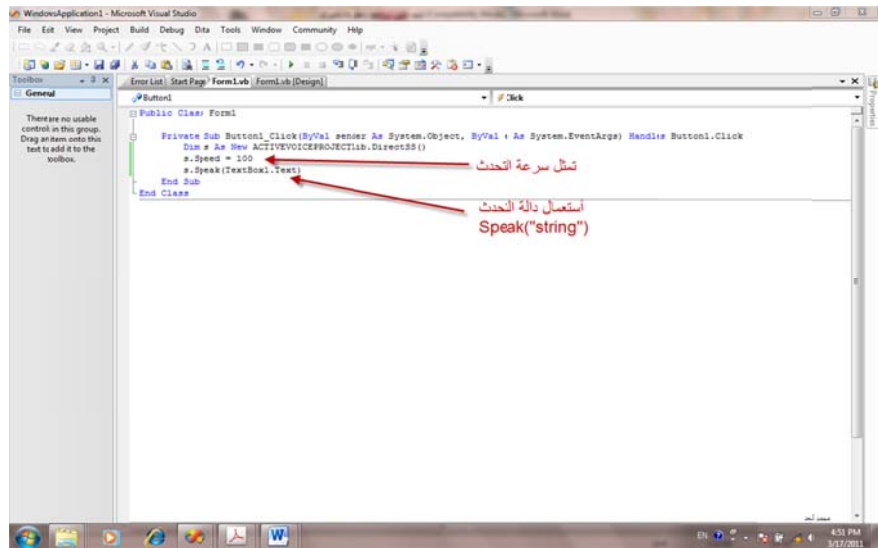 WindowsApplication1 - Microsoft Visual Studio
File Edit View Project Build Debug Data Tools Window Community Help
Toolbox
Error List Start Page Form1.vb Form1.vb [Design]
General
Button1
Click
There are no usable
controls in this group.
Drag an item onto this
text to add it to the
toolbox.
Properties
Public Class Form1
Private Sub Button1_Click(ByVal sender As System.Object, ByVal e As System.EventArgs) Handles Button1.Click
Dim s As New ACTIVEVOICEPROJECTLib.DirectSS()
s.Speed = 100
s.Speak(TextBox1.Text)
End Sub
End Class
تمثل سرعة التحدث
أستعمال دالة التحدث
Speak("string")
EN
4:51 PM
3/17/2011